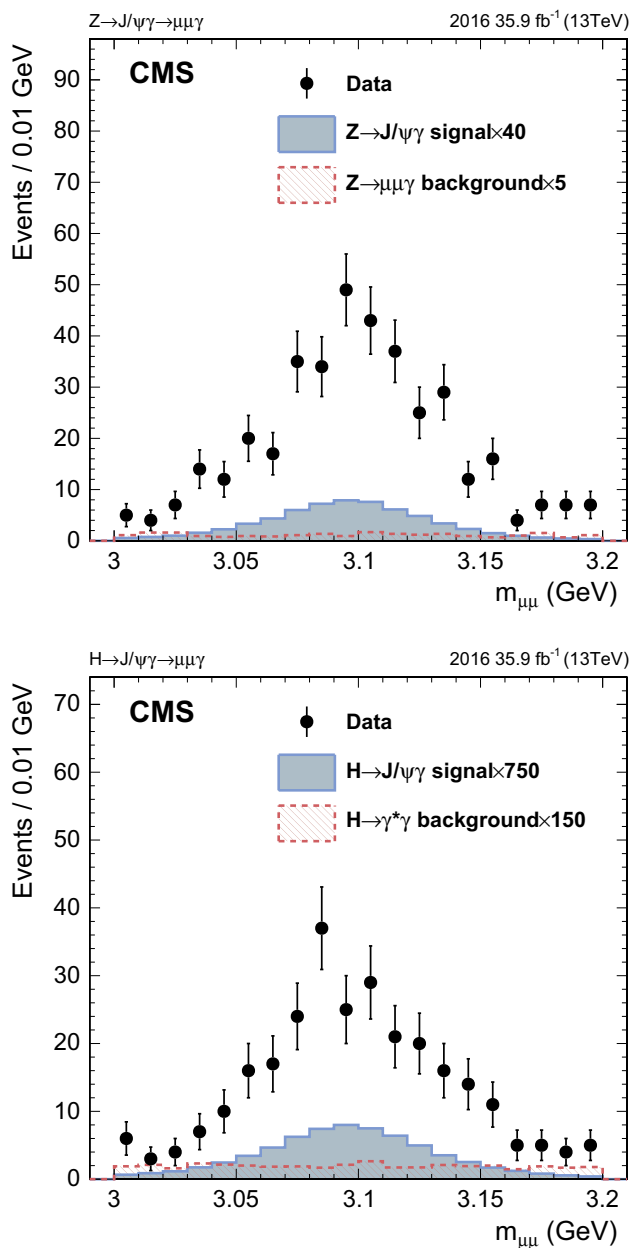 Z→J/ψγ→μμγ 2016 35.9 fb⁻¹ (13TeV)
CMS
Data
Z→J/ψγ signal×40
Z→μμγ background×5
Events / 0.01 GeV
90
80
70
60
50
40
30
20
10
0
3 3.05 3.1 3.15 3.2
m_μμ (GeV)
H→J/ψγ→μμγ 2016 35.9 fb⁻¹ (13TeV)
CMS
Data
H→J/ψγ signal×750
H→γ*γ background×150
Events / 0.01 GeV
70
60
50
40
30
20
10
0
3 3.05 3.1 3.15 3.2
m_μμ (GeV)